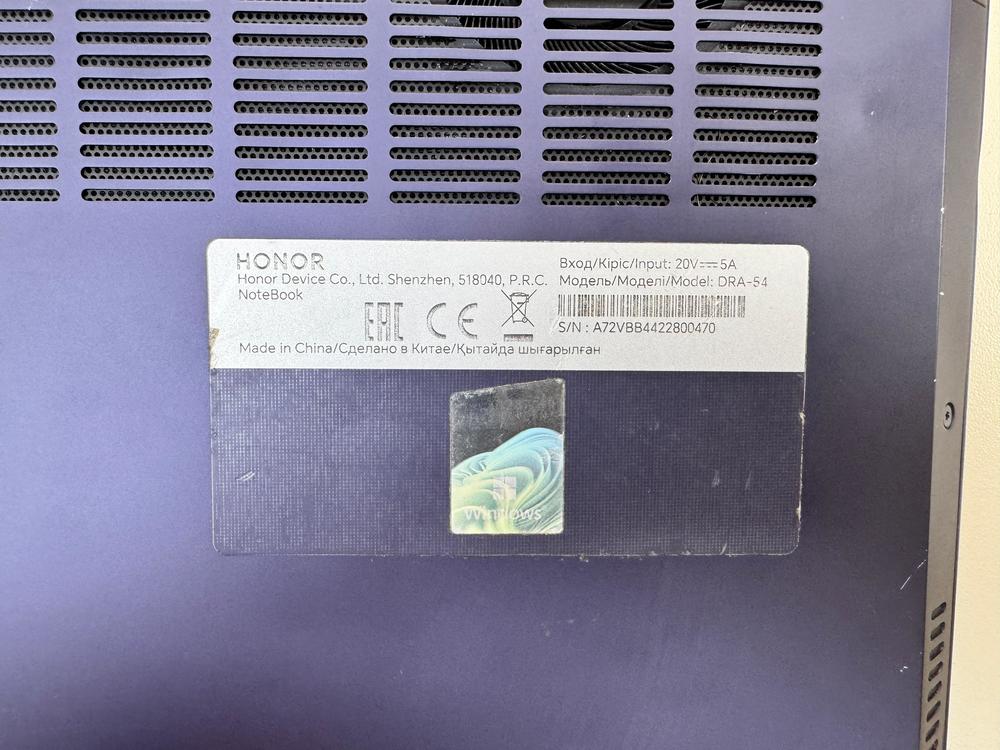 HONOR
Honor Device Co., Ltd. Shenzhen, 518040, P.R.C.
NoteBook
Вход/Кіріс/Input: 20V⎓5A
Модель/Моделі/Model: DRA-54
EAC CE
S/N : A72VBB4422800470
Made in China/Сделано в Китае/Қытайда шығарылған
Windows